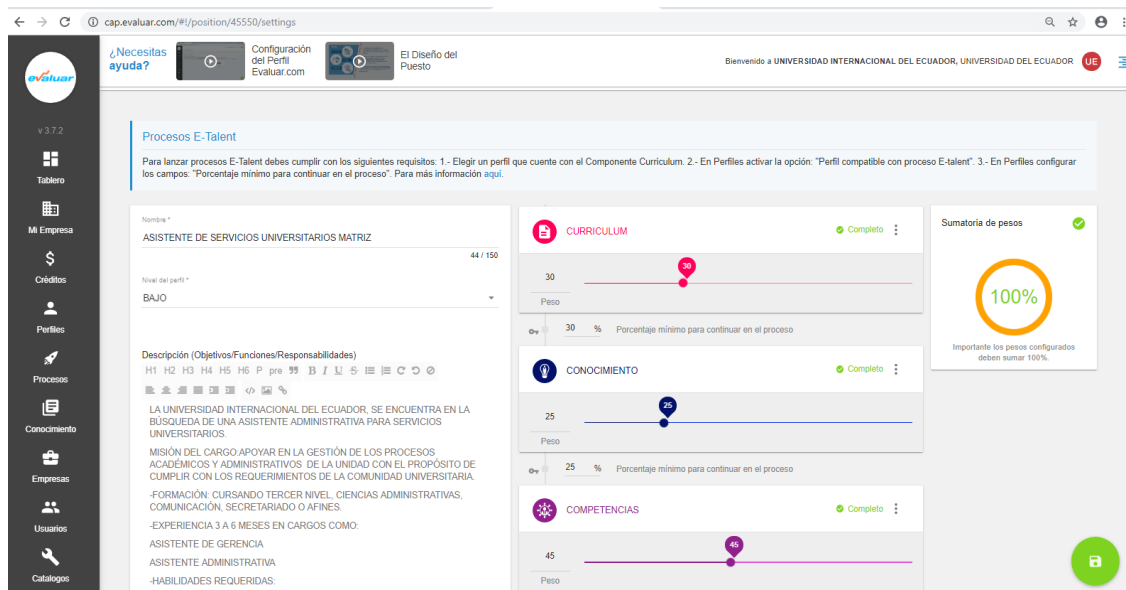 cap.evaluar.com/#!/position/45550/settings
evaluar
v 3.7.2
Tablero
Mi Empresa
Créditos
Perfiles
Procesos
Conocimiento
Empresas
Usuarios
Catalogos
¿Necesitas
ayuda?
Configuración
del Perfil
Evaluar.com
El Diseño del
Puesto
Bienvenido a UNIVERSIDAD INTERNACIONAL DEL ECUADOR, UNIVERSIDAD DEL ECUADOR
UE
Procesos E-Talent
Para lanzar procesos E-Talent debes cumplir con los siguientes requisitos: 1.- Elegir un perfil que cuente con el Componente Curriculum. 2.- En Perfiles activar la opción: "Perfil compatible con proceso E-talent". 3.- En Perfiles configurar
los campos: "Porcentaje mínimo para continuar en el proceso". Para más información aquí.
Nombre *
ASISTENTE DE SERVICIOS UNIVERSITARIOS MATRIZ
44 / 150
Nivel del perfil *
BAJO
Descripción (Objetivos/Funciones/Responsabilidades)
H1 H2 H3 H4 H5 H6 P pre B I U S
LA UNIVERSIDAD INTERNACIONAL DEL ECUADOR, SE ENCUENTRA EN LA
BÚSQUEDA DE UNA ASISTENTE ADMINISTRATIVA PARA SERVICIOS
UNIVERSITARIOS.
MISIÓN DEL CARGO:APOYAR EN LA GESTIÓN DE LOS PROCESOS
ACADÉMICOS Y ADMINISTRATIVOS DE LA UNIDAD CON EL PROPÓSITO DE
CUMPLIR CON LOS REQUERIMIENTOS DE LA COMUNIDAD UNIVERSITARIA.
-FORMACIÓN: CURSANDO TERCER NIVEL, CIENCIAS ADMINISTRATIVAS,
COMUNICACIÓN, SECRETARIADO O AFINES.
-EXPERIENCIA 3 A 6 MESES EN CARGOS COMO:
ASISTENTE DE GERENCIA
ASISTENTE ADMINISTRATIVA
-HABILIDADES REQUERIDAS:
CURRICULUM
Completo
30
30
Peso
30 % Porcentaje mínimo para continuar en el proceso
CONOCIMIENTO
Completo
25
25
Peso
25 % Porcentaje mínimo para continuar en el proceso
COMPETENCIAS
Completo
45
45
Peso
Sumatoria de pesos
100%
Importante los pesos configurados
deben sumar 100%.